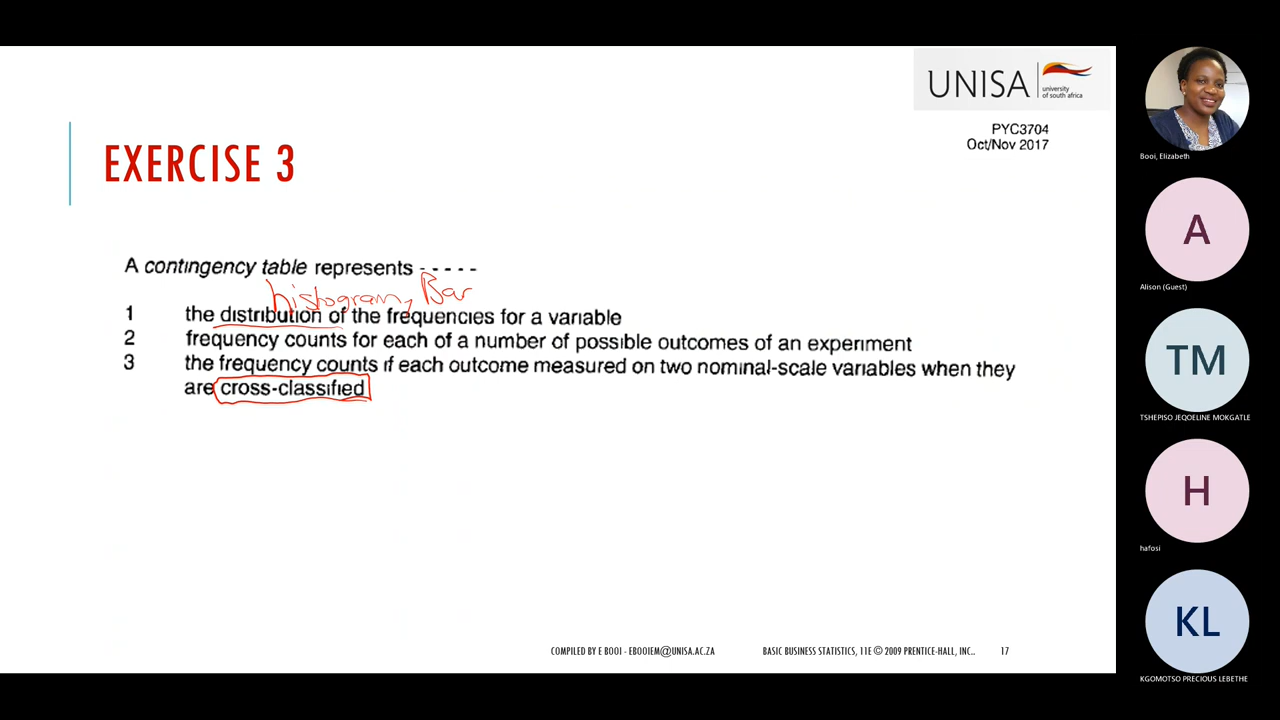 UNISA
university
of south africa
PYC3704
Oct/Nov 2017
EXERCISE 3
A contingency table represents - - - - -
histogram, Bar
1 the distribution of the frequencies for a variable
2 frequency counts for each of a number of possible outcomes of an experiment
3 the frequency counts if each outcome measured on two nominal-scale variables when they
are cross-classified
COMPILED BY E BOOI - EBOOIEM@UNISA.AC.ZA BASIC BUSINESS STATISTICS, 11E © 2009 PRENTICE-HALL, INC.. 17
Booi, Elizabeth
A
Alison (Guest)
TM
TSHEPISO JEQOELINE MOKGATLE
H
hafosi
KL
KGOMOTSO PRECIOUS LEBETHE